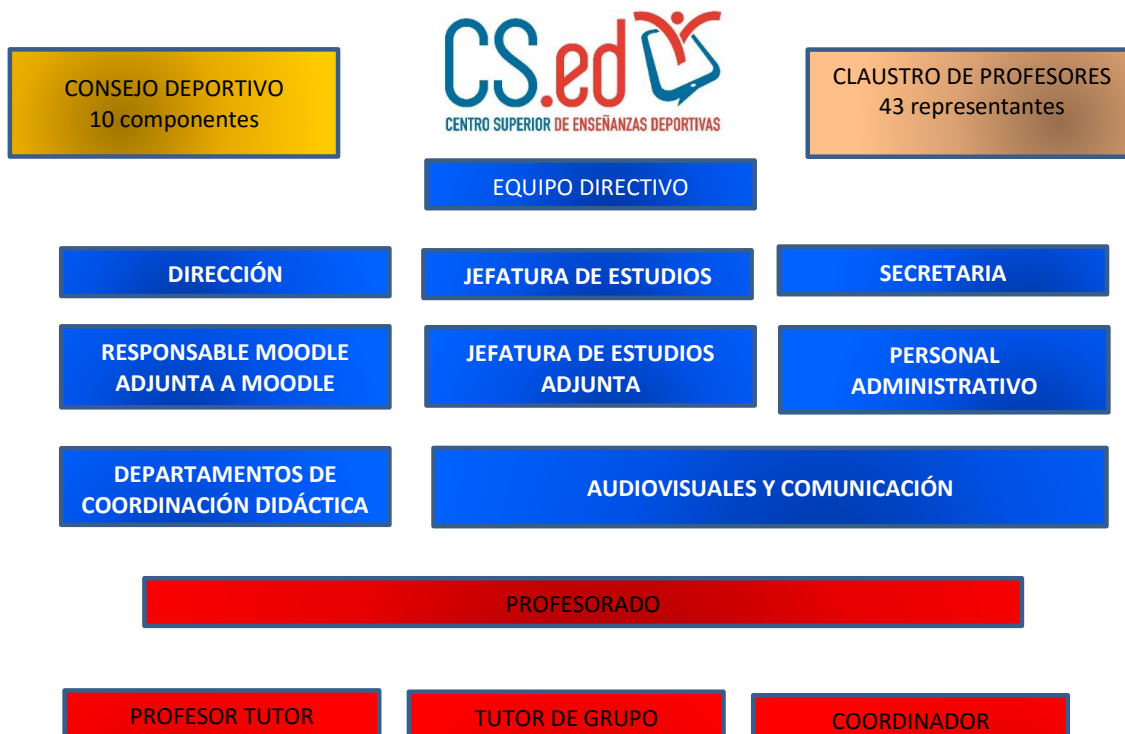 CONSEJO DEPORTIVO
10 componentes
CS.ed
CENTRO SUPERIOR DE ENSEÑANZAS DEPORTIVAS
CLAUSTRO DE PROFESORES
43 representantes
EQUIPO DIRECTIVO
DIRECCIÓN
JEFATURA DE ESTUDIOS
SECRETARIA
RESPONSABLE MOODLE
ADJUNTA A MOODLE
JEFATURA DE ESTUDIOS
ADJUNTA
PERSONAL
ADMINISTRATIVO
DEPARTAMENTOS DE
COORDINACIÓN DIDÁCTICA
AUDIOVISUALES Y COMUNICACIÓN
PROFESORADO
PROFESOR TUTOR
TUTOR DE GRUPO
COORDINADOR